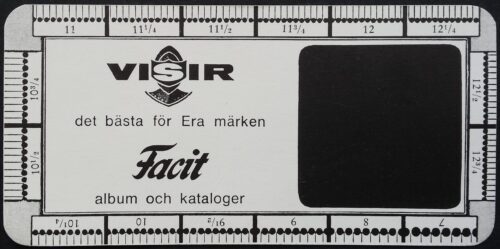 11 11¼ 11½ 11¾ 12 12¼
VISIR
10¾
12½
det bästa för Era märken
Facit
10½
12¾
album och kataloger
10¼ 10 9½ 9 8 7